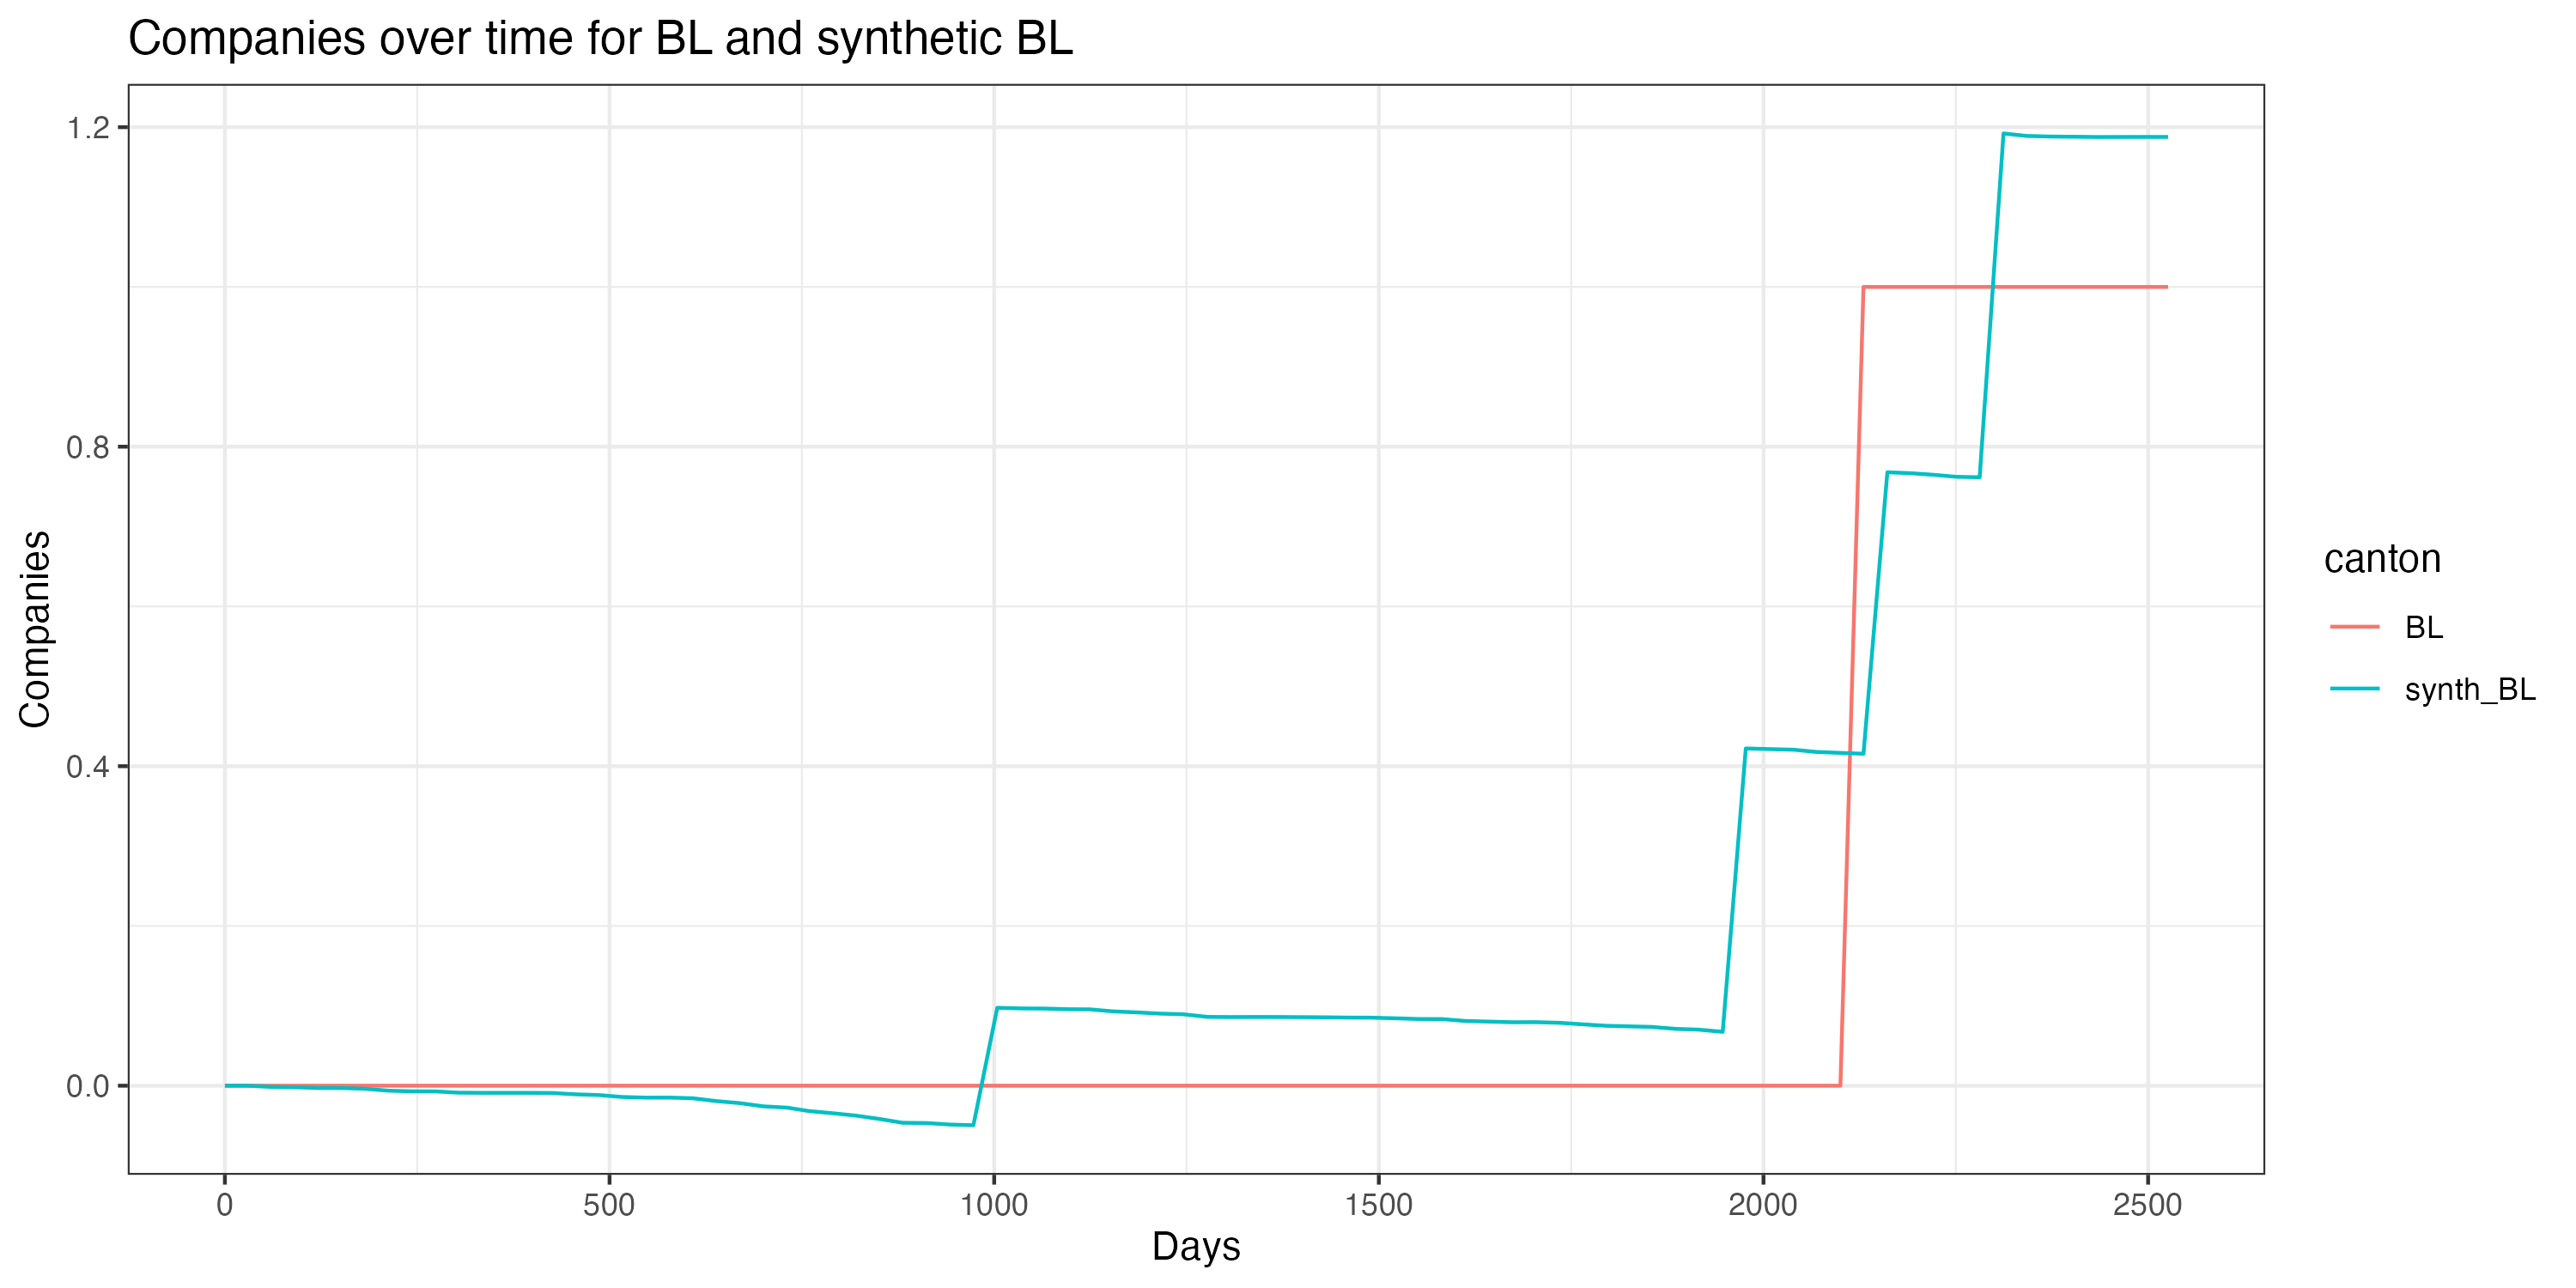 Companies over time for BL and synthetic BL
Companies
1.2
0.8
0.4
0.0
0 500 1000 1500 2000 2500
Days
canton
BL
synth_BL